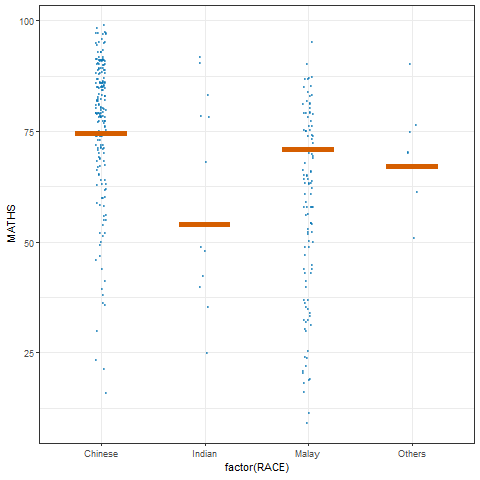 100
75
50
25
MATHS
Chinese
Indian
Malay
Others
factor(RACE)